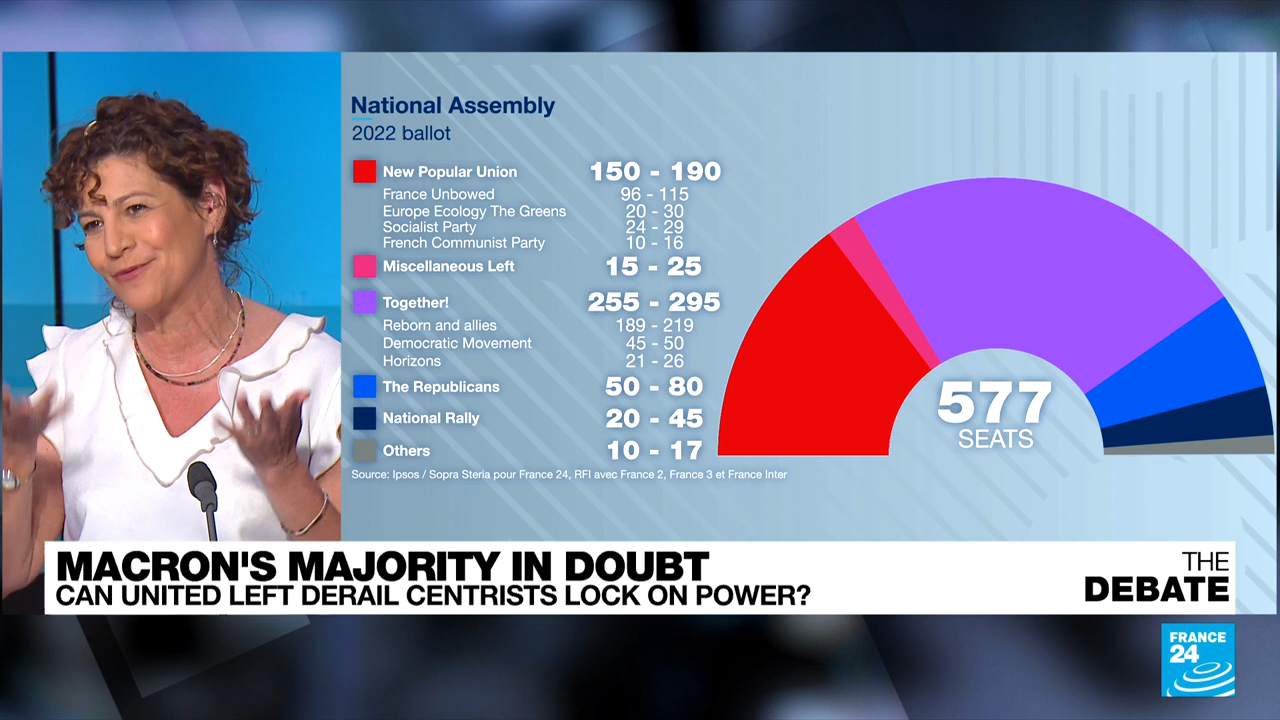 National Assembly
2022 ballot
New Popular Union 150 - 190
France Unbowed 96 - 115
Europe Ecology The Greens 20 - 30
Socialist Party 24 - 29
French Communist Party 10 - 16
Miscellaneous Left 15 - 25
Together! 255 - 295
Reborn and allies 189 - 219
Democratic Movement 45 - 50
Horizons 21 - 26
The Republicans 50 - 80
National Rally 20 - 45
Others 10 - 17
577
SEATS
Source: Ipsos / Sopra Steria pour France 24, RFI avec France 2, France 3 et France Inter
MACRON'S MAJORITY IN DOUBT
CAN UNITED LEFT DERAIL CENTRISTS LOCK ON POWER?
THE
DEBATE
FRANCE
24